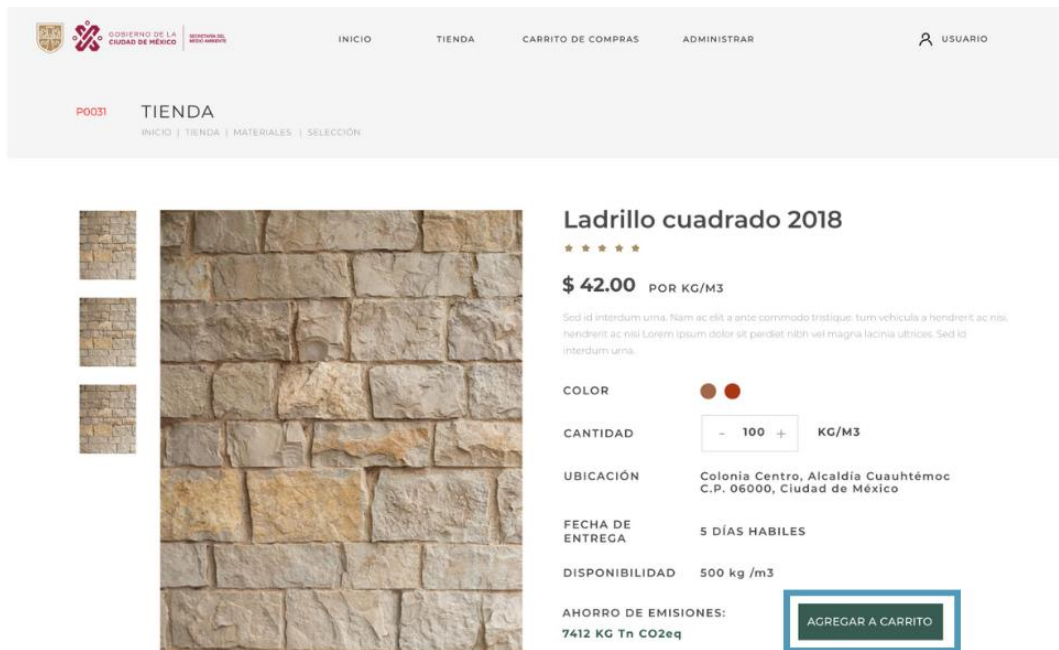 GOBIERNO DE LA
CIUDAD DE MÉXICO
SECRETARÍA DEL
MEDIO AMBIENTE
INICIO
TIENDA
CARRITO DE COMPRAS
ADMINISTRAR
USUARIO
P0031
TIENDA
INICIO | TIENDA | MATERIALES | SELECCIÓN
Ladrillo cuadrado 2018
$ 42.00 POR KG/M3
Sed id interdum urna. Nam ac elit a ante commodo tristique. tum vehicula a hendrerit ac nisi.
hendrerit ac nisi Lorem ipsum dolor sit perdiet nibh vel magna lacinia ultrices. Sed id
interdum urna.
COLOR
CANTIDAD - 100 + KG/M3
UBICACIÓN Colonia Centro, Alcaldía Cuauhtémoc
C.P. 06000, Ciudad de México
FECHA DE
ENTREGA 5 DÍAS HABILES
DISPONIBILIDAD 500 kg /m3
AHORRO DE EMISIONES:
7412 KG Tn CO2eq
AGREGAR A CARRITO